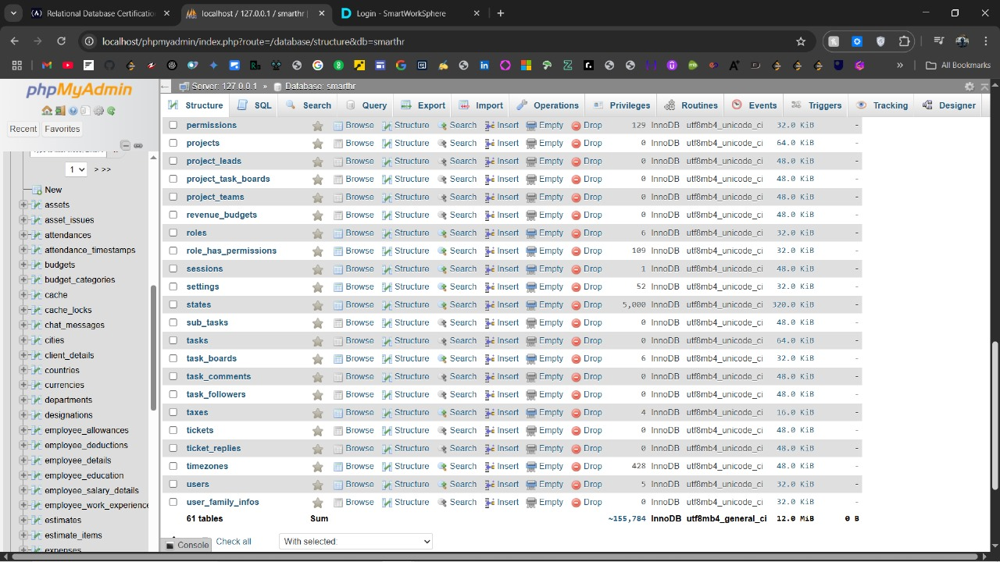 Relational Database Certificatio
localhost / 127.0.0.1 / smarthr |
Login - SmartWorkSphere
localhost/phpmyadmin/index.php?route=/database/structure&db=smarthr
All Bookmarks
phpMyAdmin
Recent Favorites
1 > >>
New
assets
asset_issues
attendances
attendance_timestamps
budgets
budget_categories
cache
cache_locks
chat_messages
cities
client_details
countries
currencies
departments
designations
employee_allowances
employee_deductions
employee_details
employee_education
employee_salary_details
employee_work_experience
estimates
estimate_items
expenses
Server: 127.0.0.1 » Database: smarthr
Structure SQL Search Query Export Import Operations Privileges Routines Events Triggers Tracking Designer
permissions Browse Structure Search Insert Empty Drop 129 InnoDB utf8mb4_unicode_ci 32.0 KiB -
projects Browse Structure Search Insert Empty Drop 0 InnoDB utf8mb4_unicode_ci 64.0 KiB -
project_leads Browse Structure Search Insert Empty Drop 0 InnoDB utf8mb4_unicode_ci 48.0 KiB -
project_task_boards Browse Structure Search Insert Empty Drop 0 InnoDB utf8mb4_unicode_ci 48.0 KiB -
project_teams Browse Structure Search Insert Empty Drop 0 InnoDB utf8mb4_unicode_ci 48.0 KiB -
revenue_budgets Browse Structure Search Insert Empty Drop 0 InnoDB utf8mb4_unicode_ci 48.0 KiB -
roles Browse Structure Search Insert Empty Drop 6 InnoDB utf8mb4_unicode_ci 32.0 KiB -
role_has_permissions Browse Structure Search Insert Empty Drop 109 InnoDB utf8mb4_unicode_ci 32.0 KiB -
sessions Browse Structure Search Insert Empty Drop 1 InnoDB utf8mb4_unicode_ci 48.0 KiB -
settings Browse Structure Search Insert Empty Drop 52 InnoDB utf8mb4_unicode_ci 32.0 KiB -
states Browse Structure Search Insert Empty Drop 5,000 InnoDB utf8mb4_unicode_ci 320.0 KiB -
sub_tasks Browse Structure Search Insert Empty Drop 0 InnoDB utf8mb4_unicode_ci 48.0 KiB -
tasks Browse Structure Search Insert Empty Drop 0 InnoDB utf8mb4_unicode_ci 64.0 KiB -
task_boards Browse Structure Search Insert Empty Drop 6 InnoDB utf8mb4_unicode_ci 32.0 KiB -
task_comments Browse Structure Search Insert Empty Drop 0 InnoDB utf8mb4_unicode_ci 48.0 KiB -
task_followers Browse Structure Search Insert Empty Drop 0 InnoDB utf8mb4_unicode_ci 48.0 KiB -
taxes Browse Structure Search Insert Empty Drop 4 InnoDB utf8mb4_unicode_ci 16.0 KiB -
tickets Browse Structure Search Insert Empty Drop 0 InnoDB utf8mb4_unicode_ci 48.0 KiB -
ticket_replies Browse Structure Search Insert Empty Drop 0 InnoDB utf8mb4_unicode_ci 48.0 KiB -
timezones Browse Structure Search Insert Empty Drop 428 InnoDB utf8mb4_unicode_ci 48.0 KiB -
users Browse Structure Search Insert Empty Drop 5 InnoDB utf8mb4_unicode_ci 32.0 KiB -
user_family_infos Browse Structure Search Insert Empty Drop 0 InnoDB utf8mb4_unicode_ci 32.0 KiB -
61 tables Sum ~155,784 InnoDB utf8mb4_general_ci 12.0 MiB 0 B
Console Check all With selected: